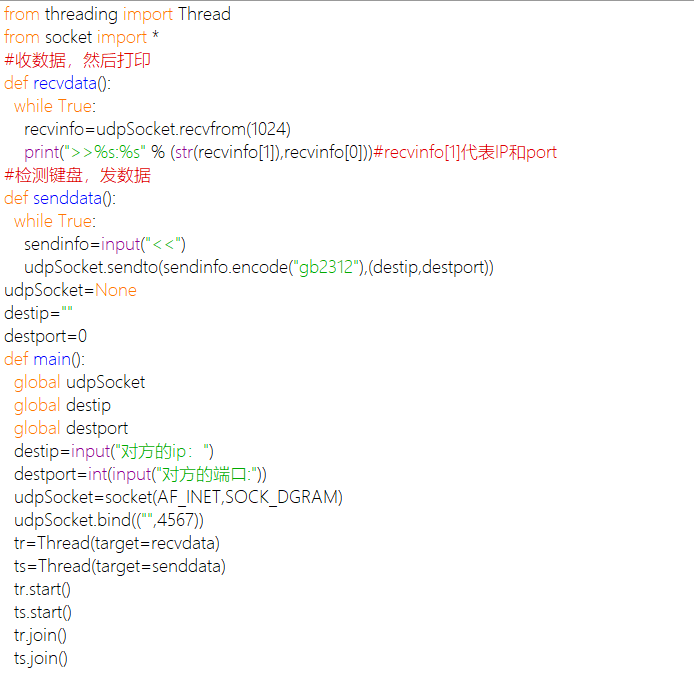 from threading import Thread
from socket import *
#收数据，然后打印
def recvdata():
  while True:
    recvinfo=udpSocket.recvfrom(1024)
    print(">>%s:%s" % (str(recvinfo[1]),recvinfo[0]))#recvinfo[1]代表IP和port
#检测键盘，发数据
def senddata():
  while True:
    sendinfo=input("<<")
    udpSocket.sendto(sendinfo.encode("gb2312"),(destip,destport))
udpSocket=None
destip=""
destport=0
def main():
  global udpSocket
  global destip
  global destport
  destip=input("对方的ip：")
  destport=int(input("对方的端口:"))
  udpSocket=socket(AF_INET,SOCK_DGRAM)
  udpSocket.bind(("",4567))
  tr=Thread(target=recvdata)
  ts=Thread(target=senddata)
  tr.start()
  ts.start()
  tr.join()
  ts.join()